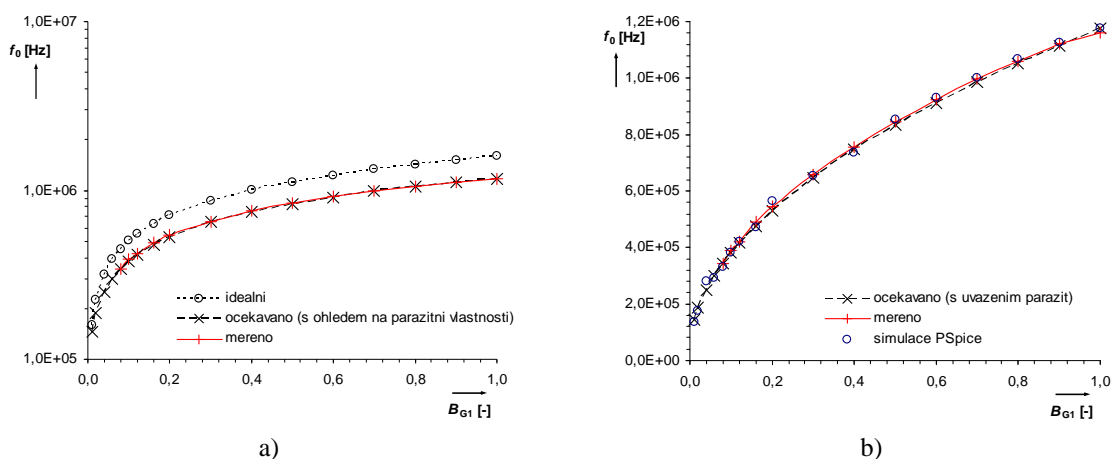 1,0E+07
f0 [Hz]
1,0E+06
1,0E+05
idealni
ocekavano (s ohledem na parazitni vlastnosti)
mereno
0,0 0,2 0,4 0,6 0,8 1,0
BG1 [-]
a)
1,2E+06
f0 [Hz]
1,0E+06
8,0E+05
6,0E+05
4,0E+05
2,0E+05
0,0E+00
ocekavano (s uvazenim parazit)
mereno
simulace PSpice
0,0 0,2 0,4 0,6 0,8 1,0
BG1 [-]
b)